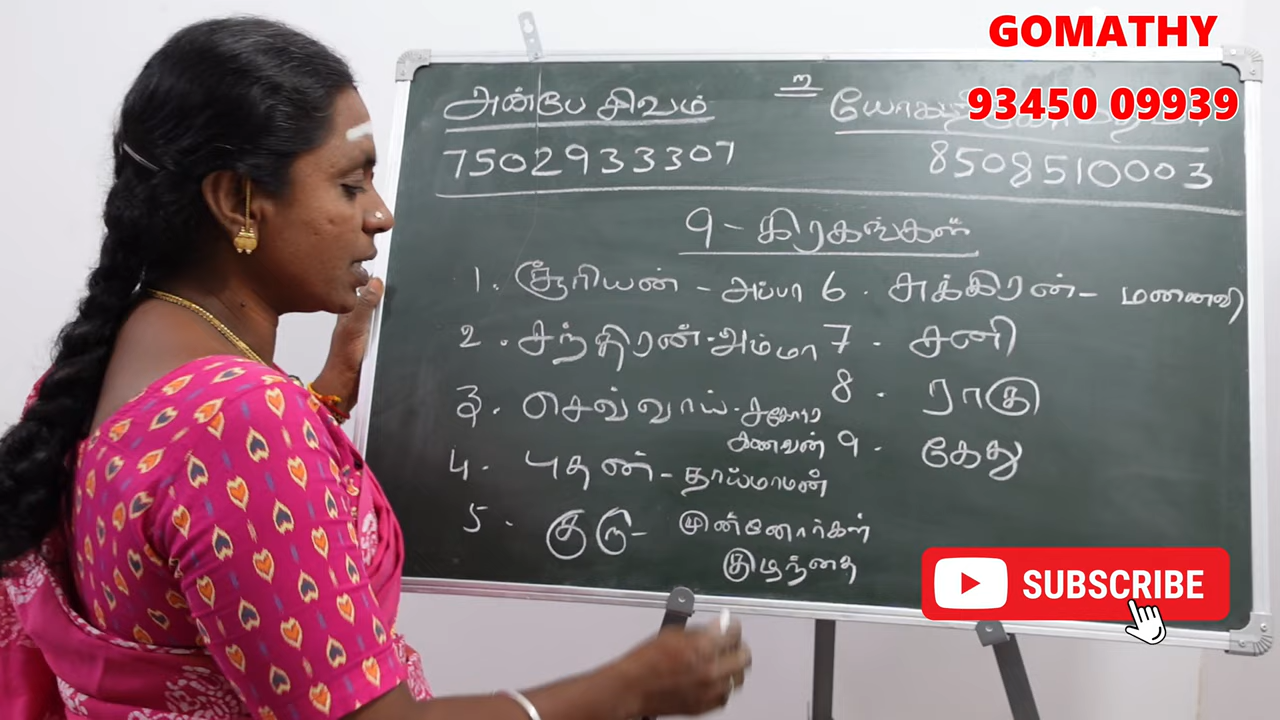 GOMATHY
93450 09939
அன்பே சிவம்
7502933307
8508510003
9 - கிரகங்கள்
1. சூரியன் - அப்பா
2. சந்திரன் - அம்மா
3. செவ்வாய் - சகோதர
கணவன்
4. புதன் - தாய்மாமன்
5. குரு - முன்னோர்கள்
குழந்தை
6. சுக்கிரன் - மனைவி
7. சனி
8. ராகு
9. கேது
SUBSCRIBE